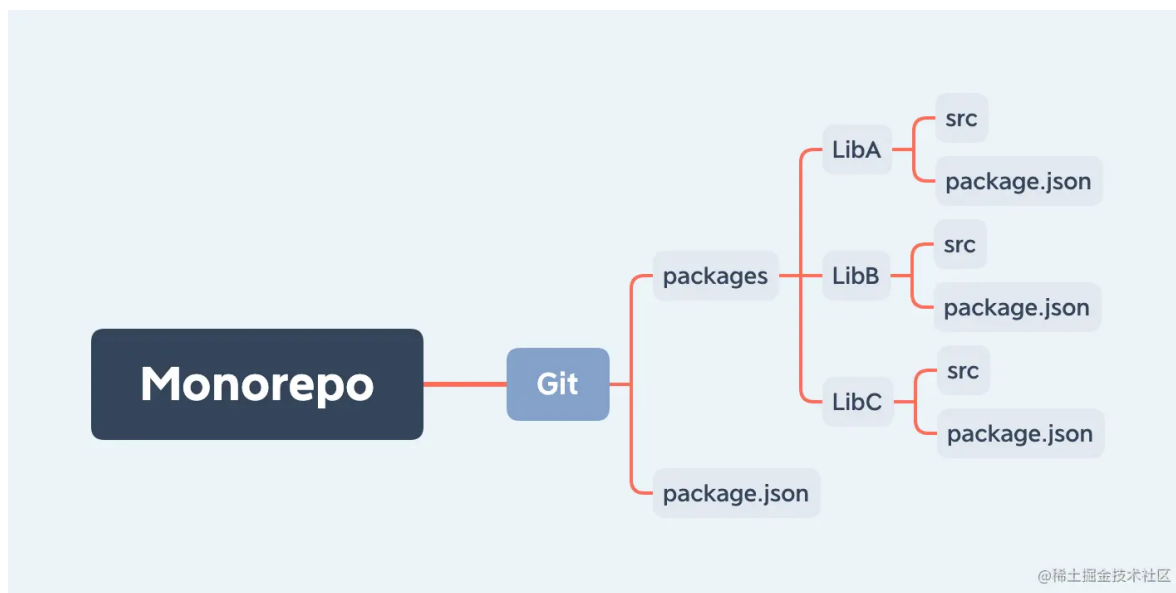 Monorepo
Git
packages
LibA
src
package.json
LibB
src
package.json
LibC
src
package.json
package.json
@稀土掘金技术社区